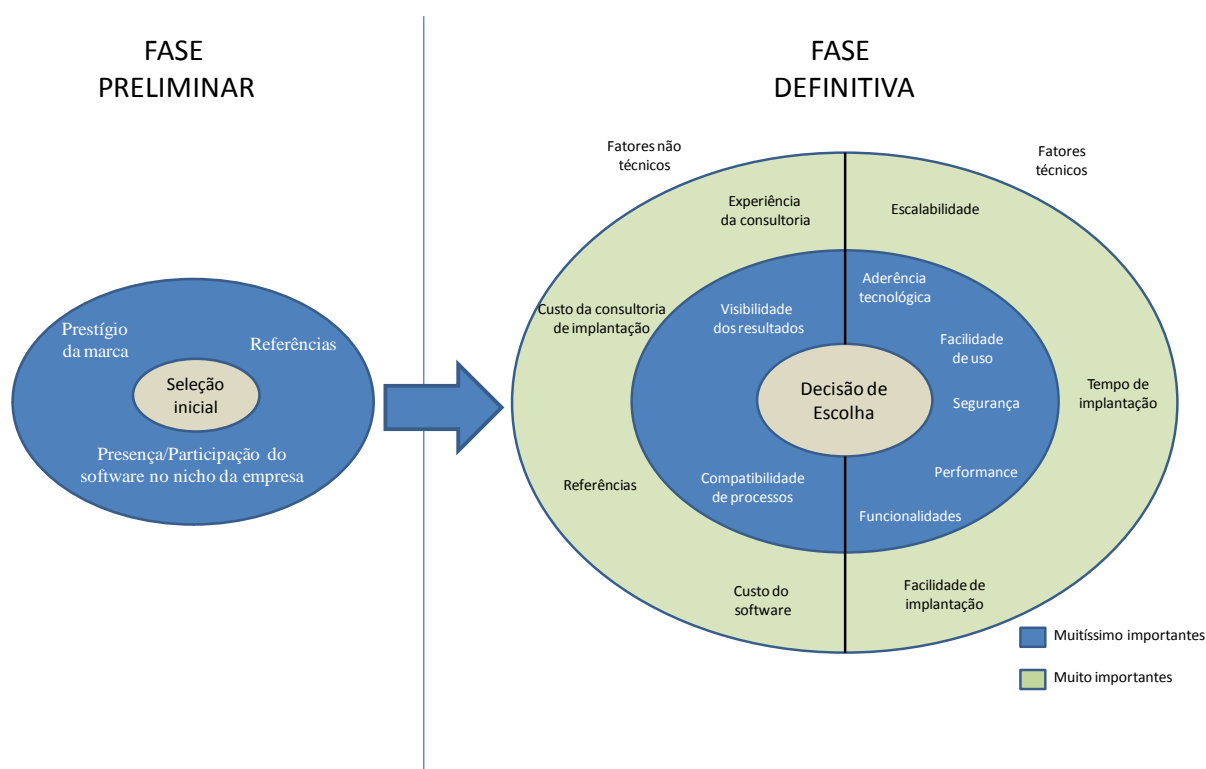 FASE
PRELIMINAR
Prestígio
da marca
Referências
Seleção
inicial
Presença/Participação do
software no nicho da empresa
FASE
DEFINITIVA
Fatores não
técnicos
Fatores
técnicos
Experiência
da consultoria
Escalabilidade
Aderência
tecnológica
Custo da consultoria
de implantação
Visibilidade
dos resultados
Facilidade
de uso
Decisão de
Escolha
Segurança
Tempo de
implantação
Referências
Compatibilidade
de processos
Performance
Funcionalidades
Custo do
software
Facilidade de
implantação
Muitíssimo importantes
Muito importantes